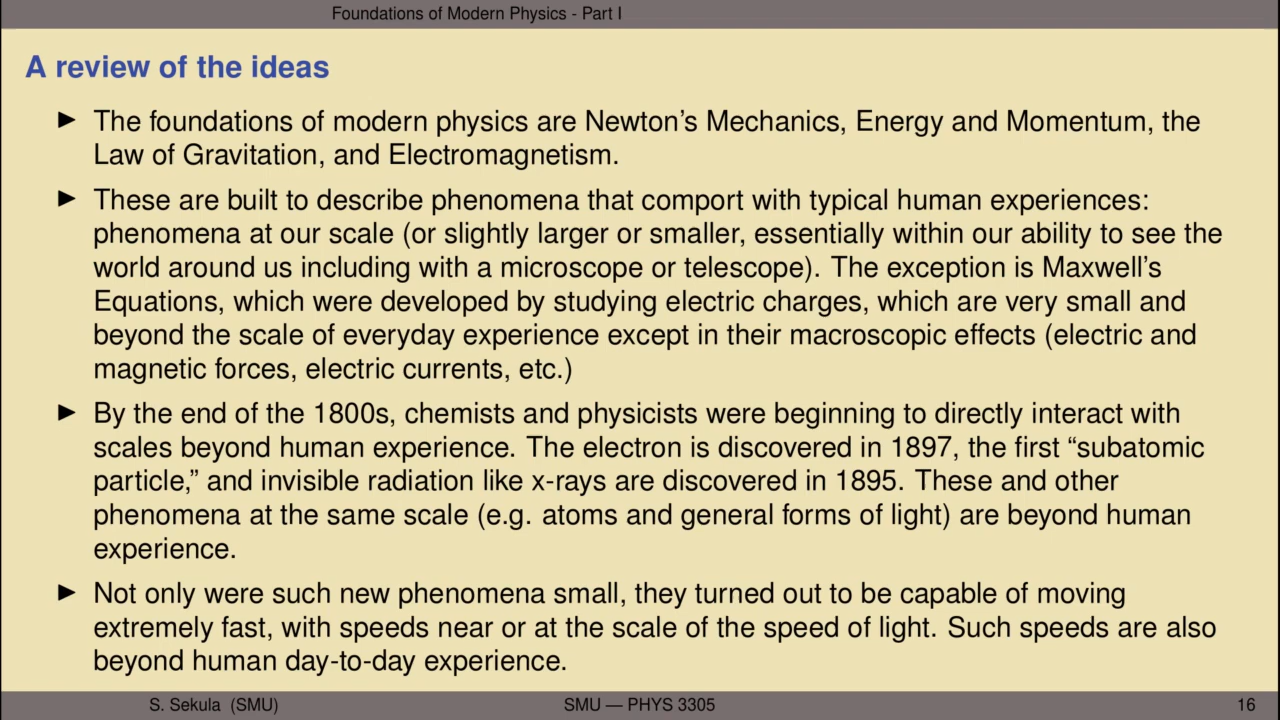 Foundations of Modern Physics - Part I
A review of the ideas
► The foundations of modern physics are Newton's Mechanics, Energy and Momentum, the
Law of Gravitation, and Electromagnetism.
► These are built to describe phenomena that comport with typical human experiences:
phenomena at our scale (or slightly larger or smaller, essentially within our ability to see the
world around us including with a microscope or telescope). The exception is Maxwell's
Equations, which were developed by studying electric charges, which are very small and
beyond the scale of everyday experience except in their macroscopic effects (electric and
magnetic forces, electric currents, etc.)
► By the end of the 1800s, chemists and physicists were beginning to directly interact with
scales beyond human experience. The electron is discovered in 1897, the first “subatomic
particle,” and invisible radiation like x-rays are discovered in 1895. These and other
phenomena at the same scale (e.g. atoms and general forms of light) are beyond human
experience.
► Not only were such new phenomena small, they turned out to be capable of moving
extremely fast, with speeds near or at the scale of the speed of light. Such speeds are also
beyond human day-to-day experience.
S. Sekula (SMU) SMU — PHYS 3305 16